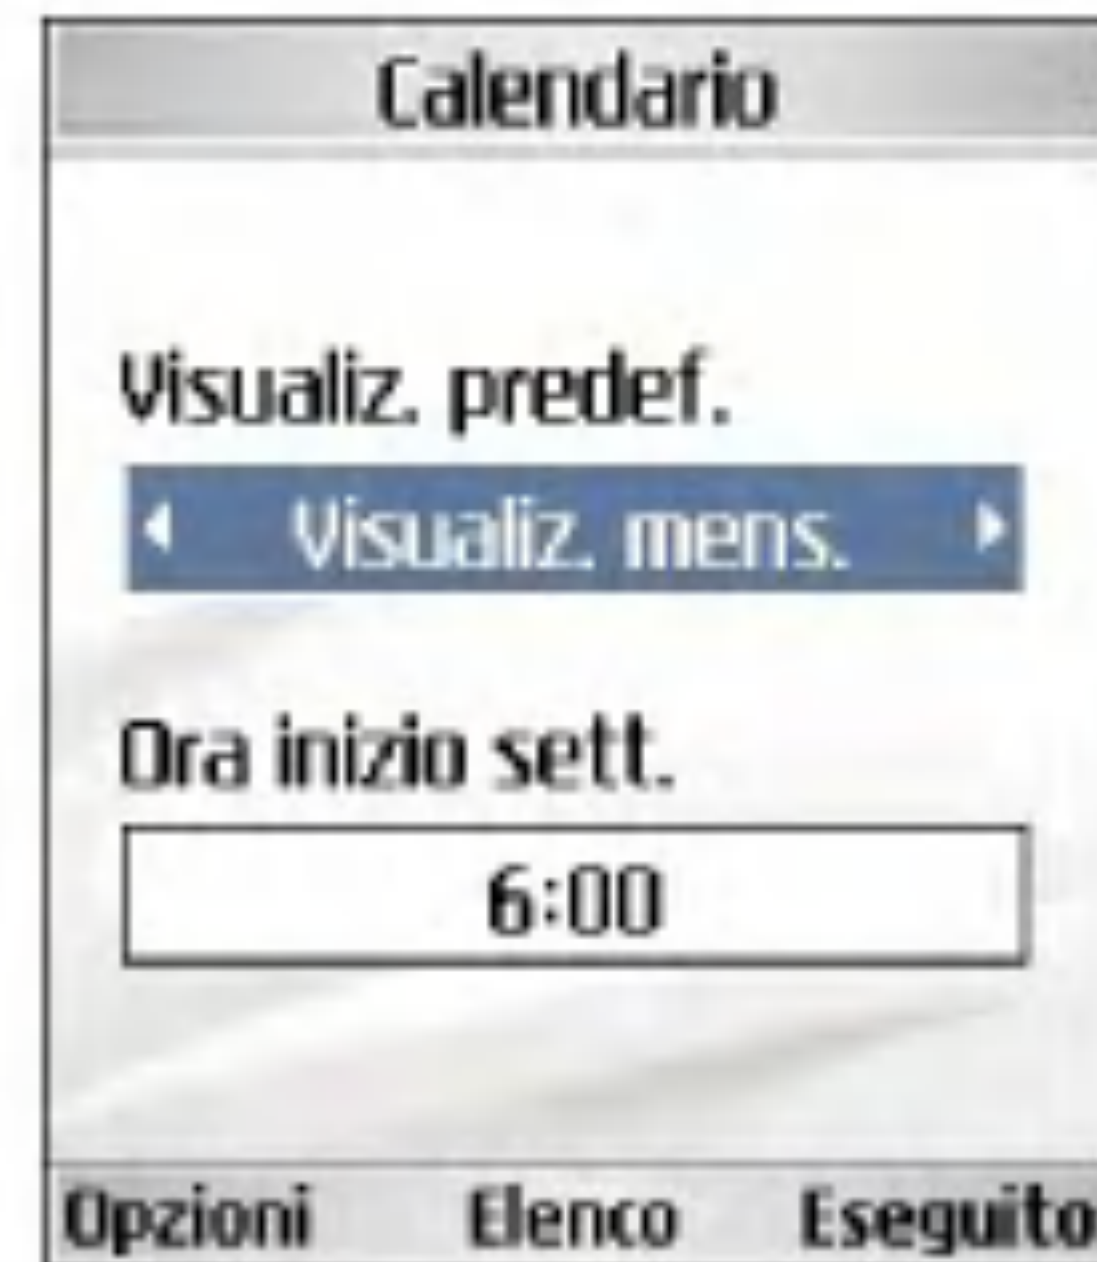 Calendario
Visualiz. predef.
Visualiz. mens.
Ora inizio sett.
6:00
Opzioni Elenco Eseguito